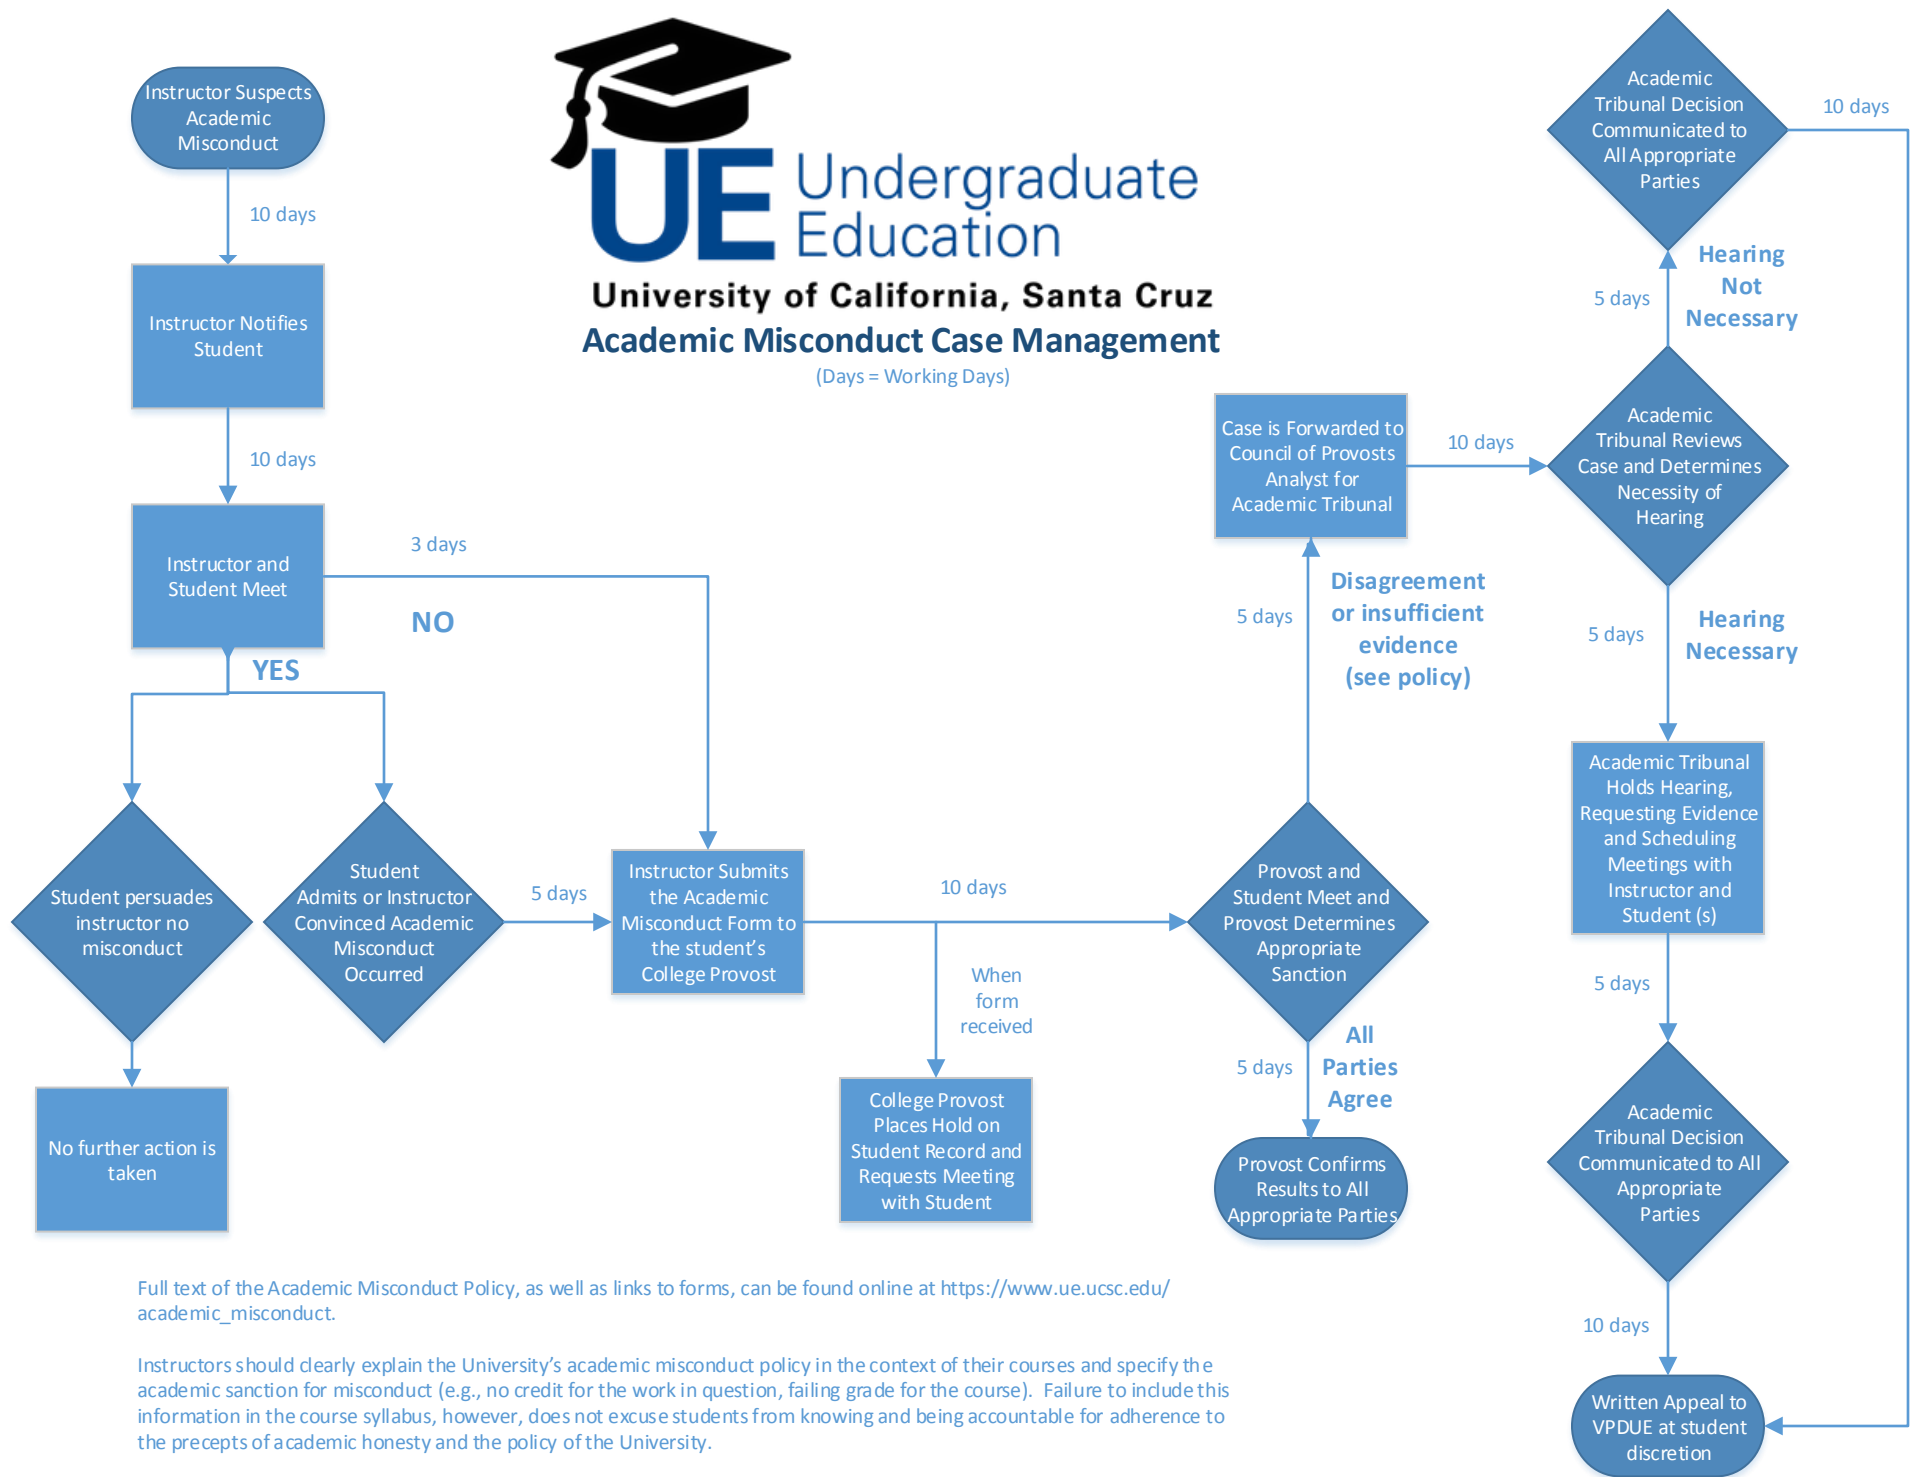 Instructor Suspects
Academic
Misconduct
10 days
Instructor Notifies
Student
10 days
Instructor and
Student Meet
3 days
NO
YES
Student persuades
instructor no
misconduct
No further action is
taken
Student
Admits or Instructor
Convinced Academic
Misconduct
Occurred
5 days
Instructor Submits
the Academic
Misconduct Form to
the student's
College Provost
10 days
When
form
received
College Provost
Places Hold on
Student Record and
Requests Meeting
with Student
UE Undergraduate
Education
University of California, Santa Cruz
Academic Misconduct Case Management
(Days = Working Days)
Provost and
Student Meet and
Provost Determines
Appropriate
Sanction
5 days
All
Parties
Agree
Provost Confirms
Results to All
Appropriate Parties
5 days
Disagreement
or insufficient
evidence
(see policy)
Case is Forwarded to
Council of Provosts
Analyst for
Academic Tribunal
10 days
Academic
Tribunal Reviews
Case and Determines
Necessity of
Hearing
5 days
Hearing
Not
Necessary
Academic
Tribunal Decision
Communicated to
All Appropriate
Parties
10 days
5 days
Hearing
Necessary
Academic Tribunal
Holds Hearing,
Requesting Evidence
and Scheduling
Meetings with
Instructor and
Student (s)
5 days
Academic
Tribunal Decision
Communicated to All
Appropriate
Parties
10 days
Written Appeal to
VPDUE at student
discretion
Full text of the Academic Misconduct Policy, as well as links to forms, can be found online at https://www.ue.ucsc.edu/
academic_misconduct.
Instructors should clearly explain the University's academic misconduct policy in the context of their courses and specify the
academic sanction for misconduct (e.g., no credit for the work in question, failing grade for the course).  Failure to include this
information in the course syllabus, however, does not excuse students from knowing and being accountable for adherence to
the precepts of academic honesty and the policy of the University.